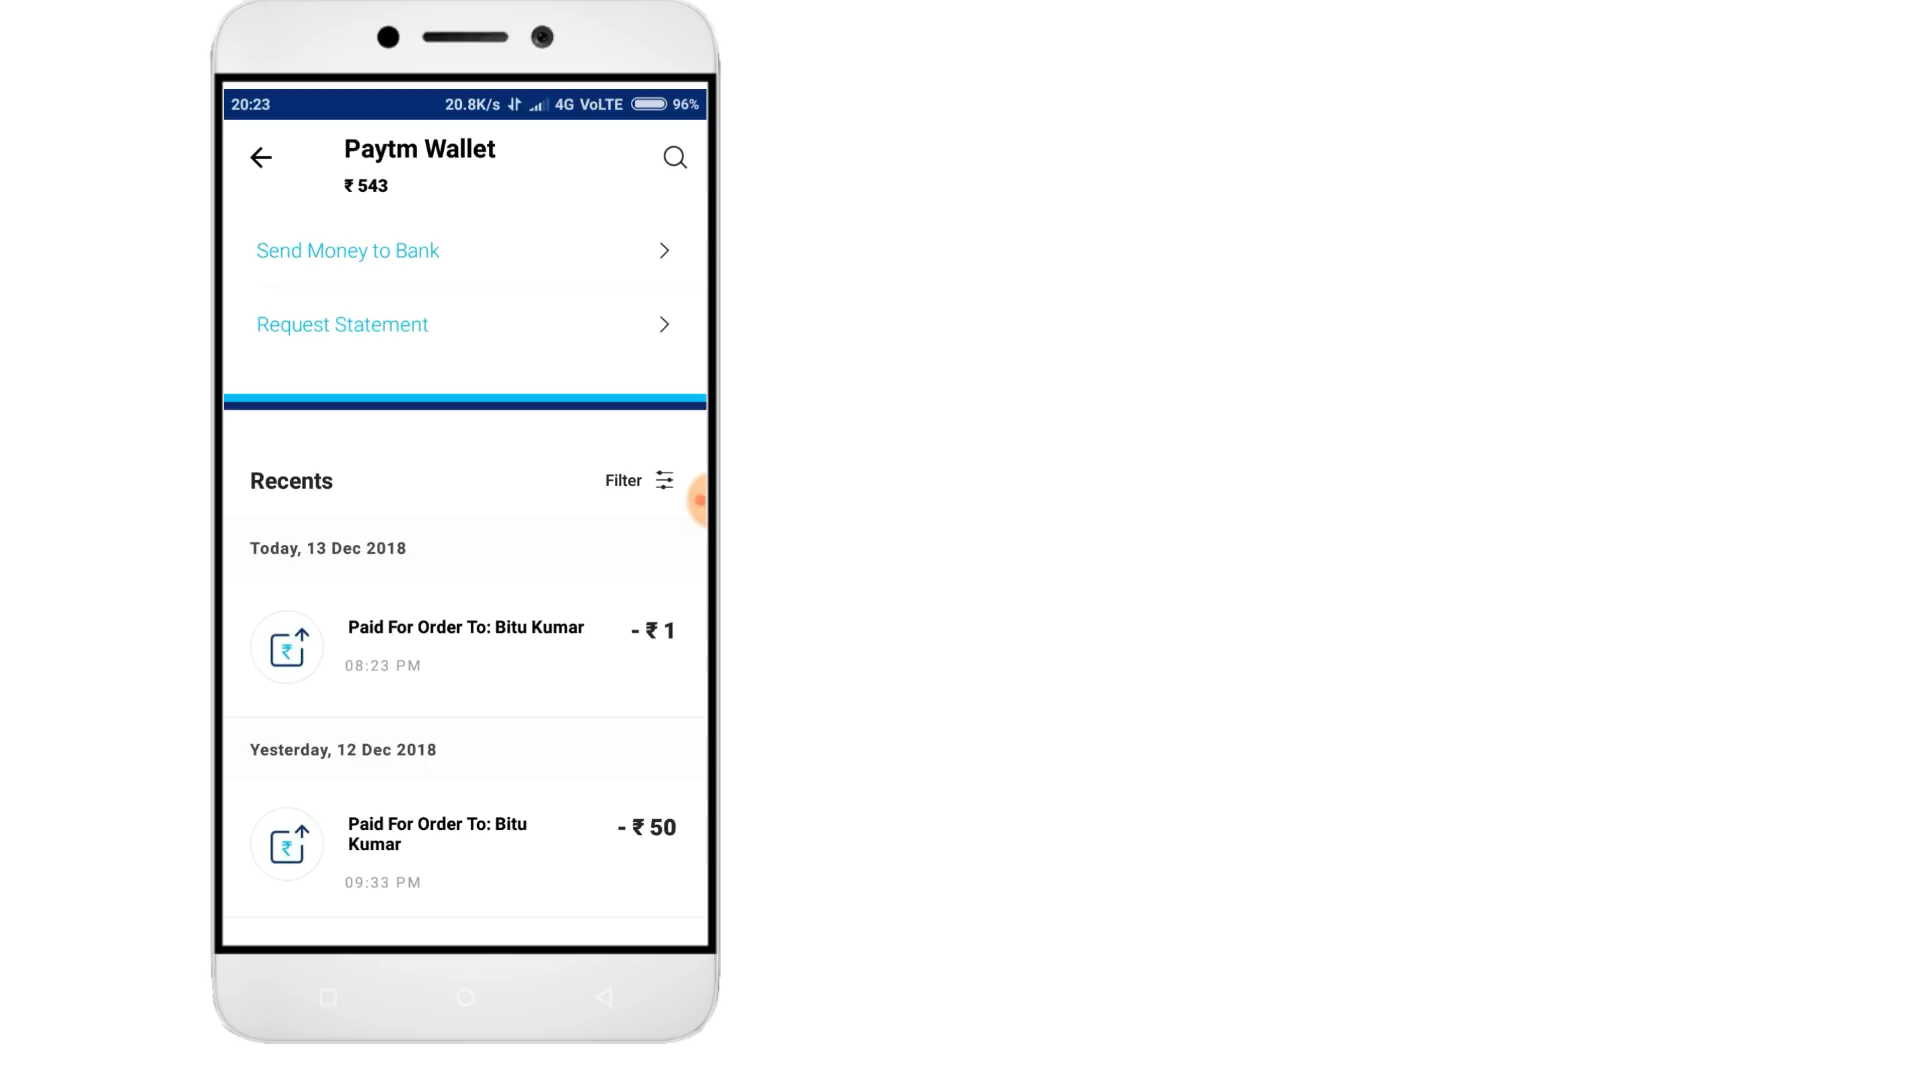 20:23 20.8K/s 4G VoLTE 96%
Paytm Wallet
₹ 543
Send Money to Bank
Request Statement
Recents Filter
Today, 13 Dec 2018
Paid For Order To: Bitu Kumar - ₹ 1
08:23 PM
Yesterday, 12 Dec 2018
Paid For Order To: Bitu - ₹ 50
Kumar
09:33 PM